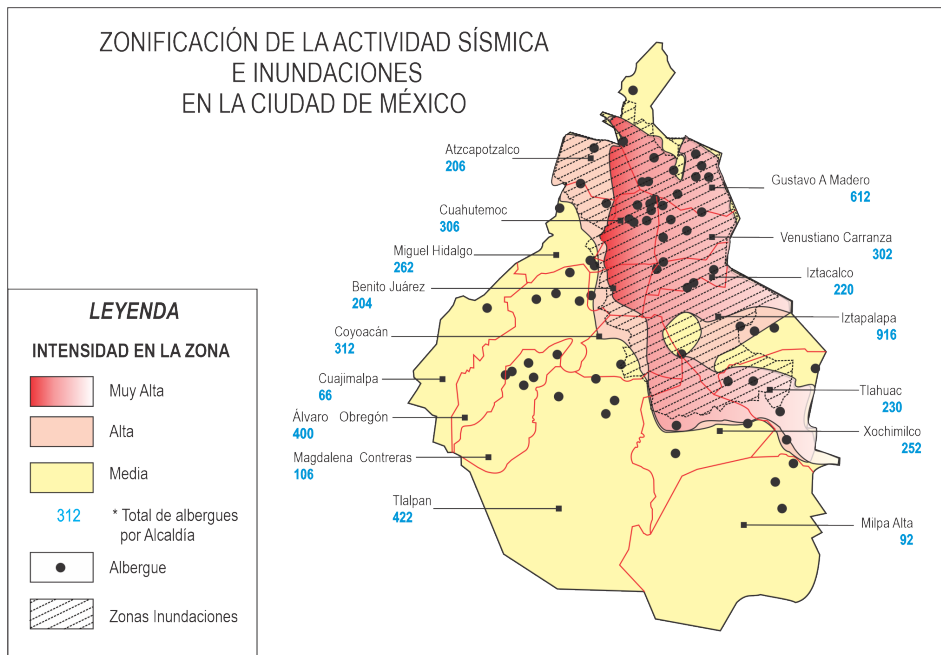 ZONIFICACIÓN DE LA ACTIVIDAD SÍSMICA
E INUNDACIONES
EN LA CIUDAD DE MÉXICO
Atzcapotzalco
206
Cuahutemoc
306
Miguel Hidalgo
262
Benito Juárez
204
Coyoacán
312
Cuajimalpa
66
Álvaro Obregón
400
Magdalena Contreras
106
Tlalpan
422
Gustavo A Madero
612
Venustiano Carranza
302
Iztacalco
220
Iztapalapa
916
Tlahuac
230
Xochimilco
252
Milpa Alta
92
LEYENDA
INTENSIDAD EN LA ZONA
Muy Alta
Alta
Media
312 * Total de albergues
por Alcaldía
Albergue
Zonas Inundaciones